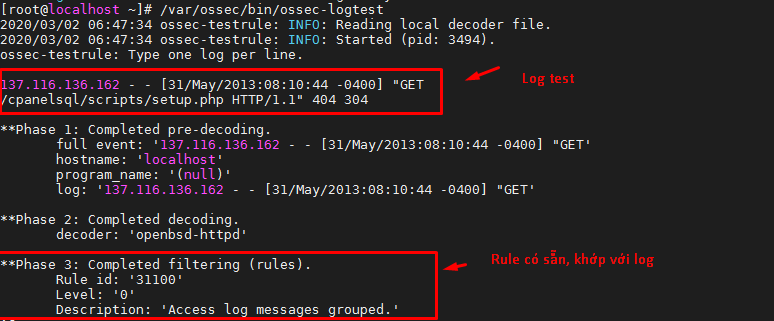 [root@localhost ~]# /var/ossec/bin/ossec-logtest
2020/03/02 06:47:34 ossec-testrule: INFO: Reading local decoder file.
2020/03/02 06:47:34 ossec-testrule: INFO: Started (pid: 3494).
ossec-testrule: Type one log per line.
137.116.136.162 - - [31/May/2013:08:10:44 -0400] "GET
/cpanelsql/scripts/setup.php HTTP/1.1" 404 304
Log test
**Phase 1: Completed pre-decoding.
full event: '137.116.136.162 - - [31/May/2013:08:10:44 -0400] "GET'
hostname: 'localhost'
program_name: '(null)'
log: '137.116.136.162 - - [31/May/2013:08:10:44 -0400] "GET'
**Phase 2: Completed decoding.
decoder: 'openbsd-httpd'
**Phase 3: Completed filtering (rules).
Rule id: '31100'
Level: '0'
Description: 'Access log messages grouped.'
Rule có sẵn, khớp với log